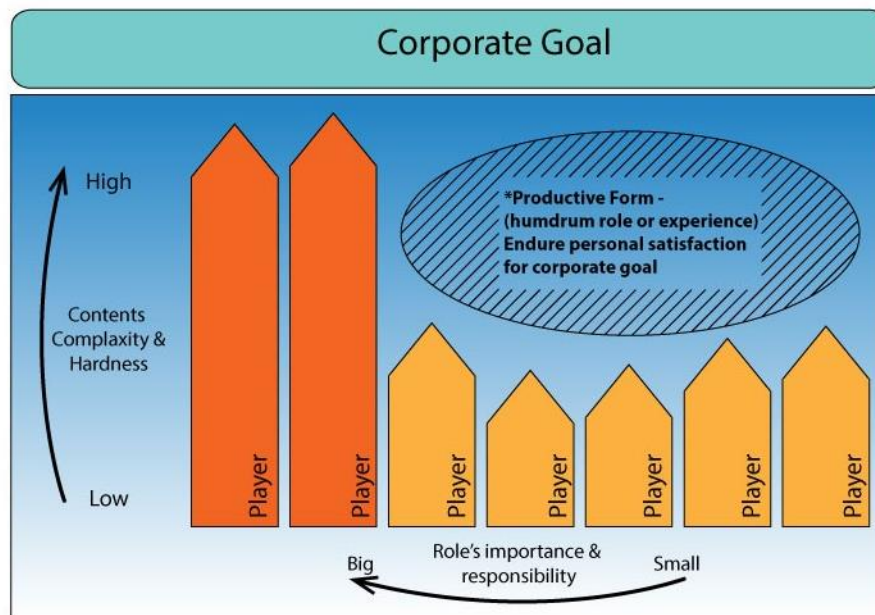 Corporate Goal
High
*Productive Form -
(humdrum role or experience)
Endure personal satisfaction
for corporate goal
Contents
Complaxity &
Hardness
Low
Player
Player
Player
Player
Player
Player
Player
Big
Role's importance &
responsibility
Small